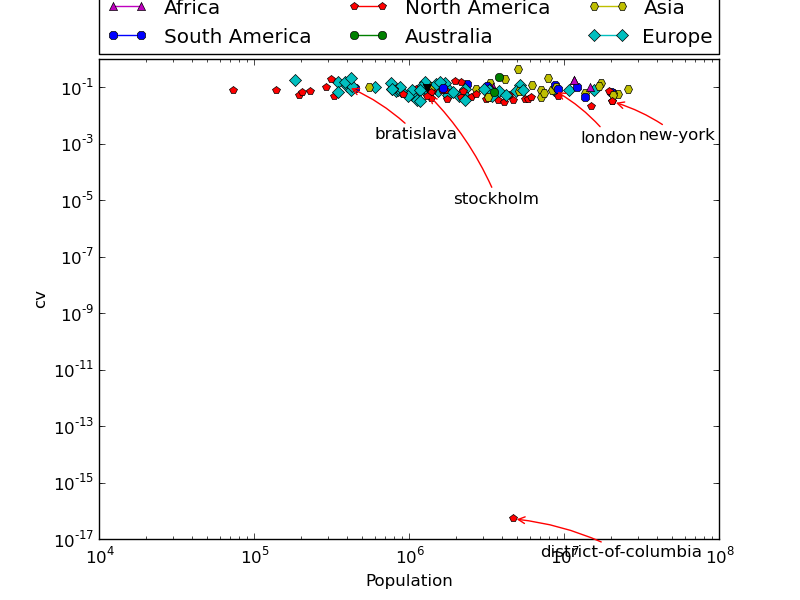 Africa North America Asia
South America Australia Europe
10^-1
10^-3
10^-5
10^-7
10^-9
10^-11
10^-13
10^-15
10^-17
cv
bratislava
london
new-york
stockholm
district-of-columbia
10^4 10^5 10^6 10^7 10^8
Population